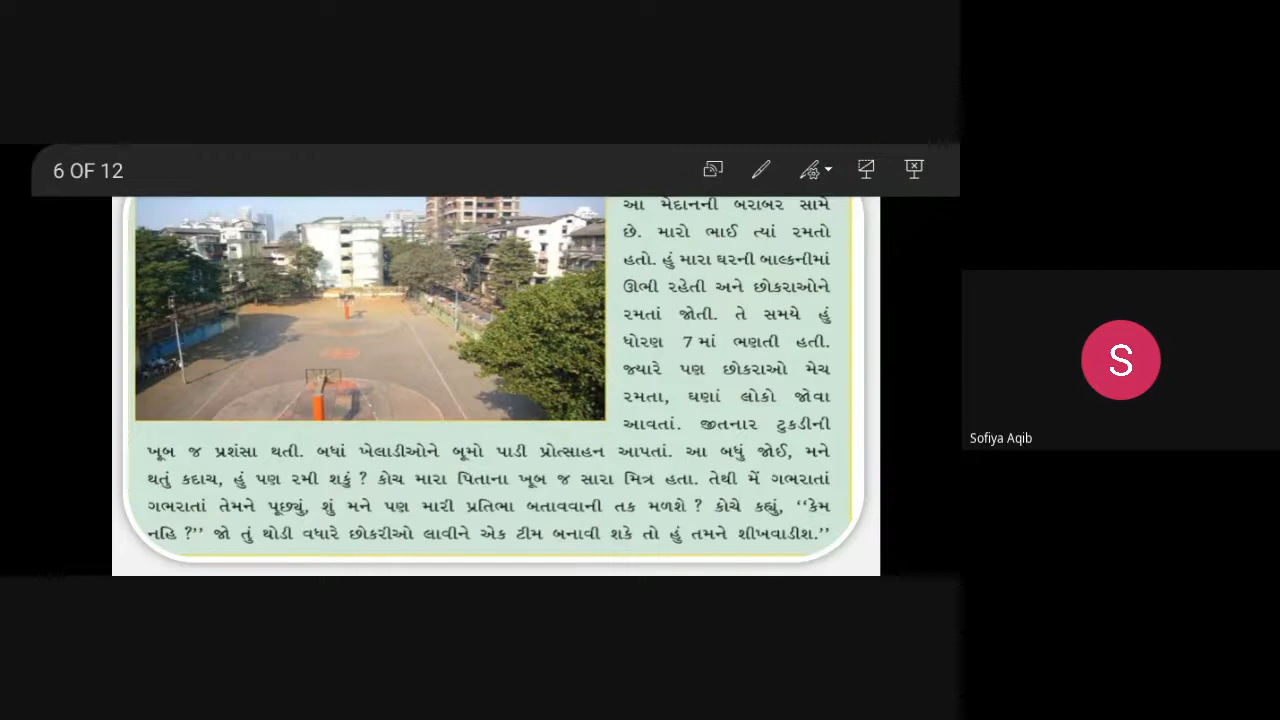 6 OF 12
આ મેદાનની બરાબર સામે
છે. મારો ભાઈ ત્યાં રમતો
હતો. હું મારા ઘરની બાલ્કનીમાં
ઊભી રહેતી અને છોકરાઓને
રમતાં જોતી. તે સમયે હું
ધોરણ 7 માં ભણતી હતી.
જ્યારે પણ છોકરાઓ મેચ
રમતા, ઘણાં લોકો જોવા
આવતાં. જીતનાર ટુકડીની
ખૂબ જ પ્રશંસા થતી. બધાં ખેલાડીઓને બૂમો પાડી પ્રોત્સાહન આપતાં. આ બધું જોઈ, મને
થતું કદાચ, હું પણ રમી શકું ? કોચ મારા પિતાના ખૂબ જ સારા મિત્ર હતા. તેથી મેં ગભરાતાં
ગભરાતાં તેમને પૂછ્યું, શું મને પણ મારી પ્રતિભા બતાવવાની તક મળશે ? કોચે કહ્યું, ‘‘કેમ
નહિ ?’’ જો તું થોડી વધારે છોકરીઓ લાવીને એક ટીમ બનાવી શકે તો હું તમને શીખવાડીશ.’’
S
Sofiya Aqib